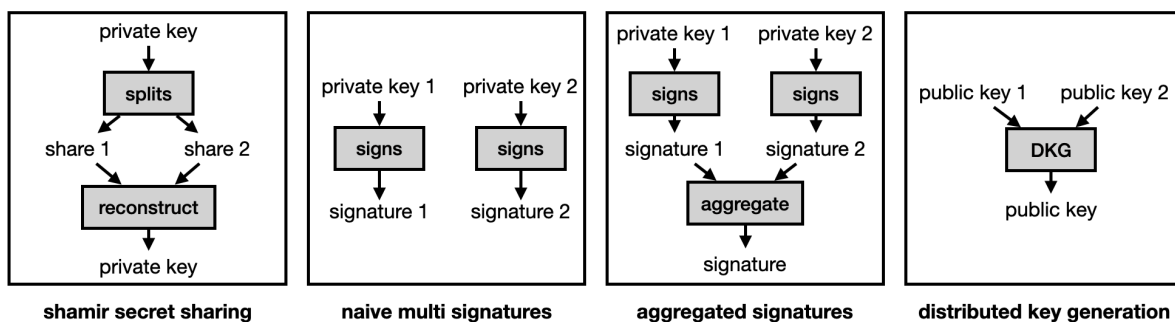 private key
splits
share 1 share 2
reconstruct
private key
shamir secret sharing
private key 1 private key 2
signs signs
signature 1 signature 2
naive multi signatures
private key 1 private key 2
signs signs
signature 1 signature 2
aggregate
signature
aggregated signatures
public key 1 public key 2
DKG
public key
distributed key generation